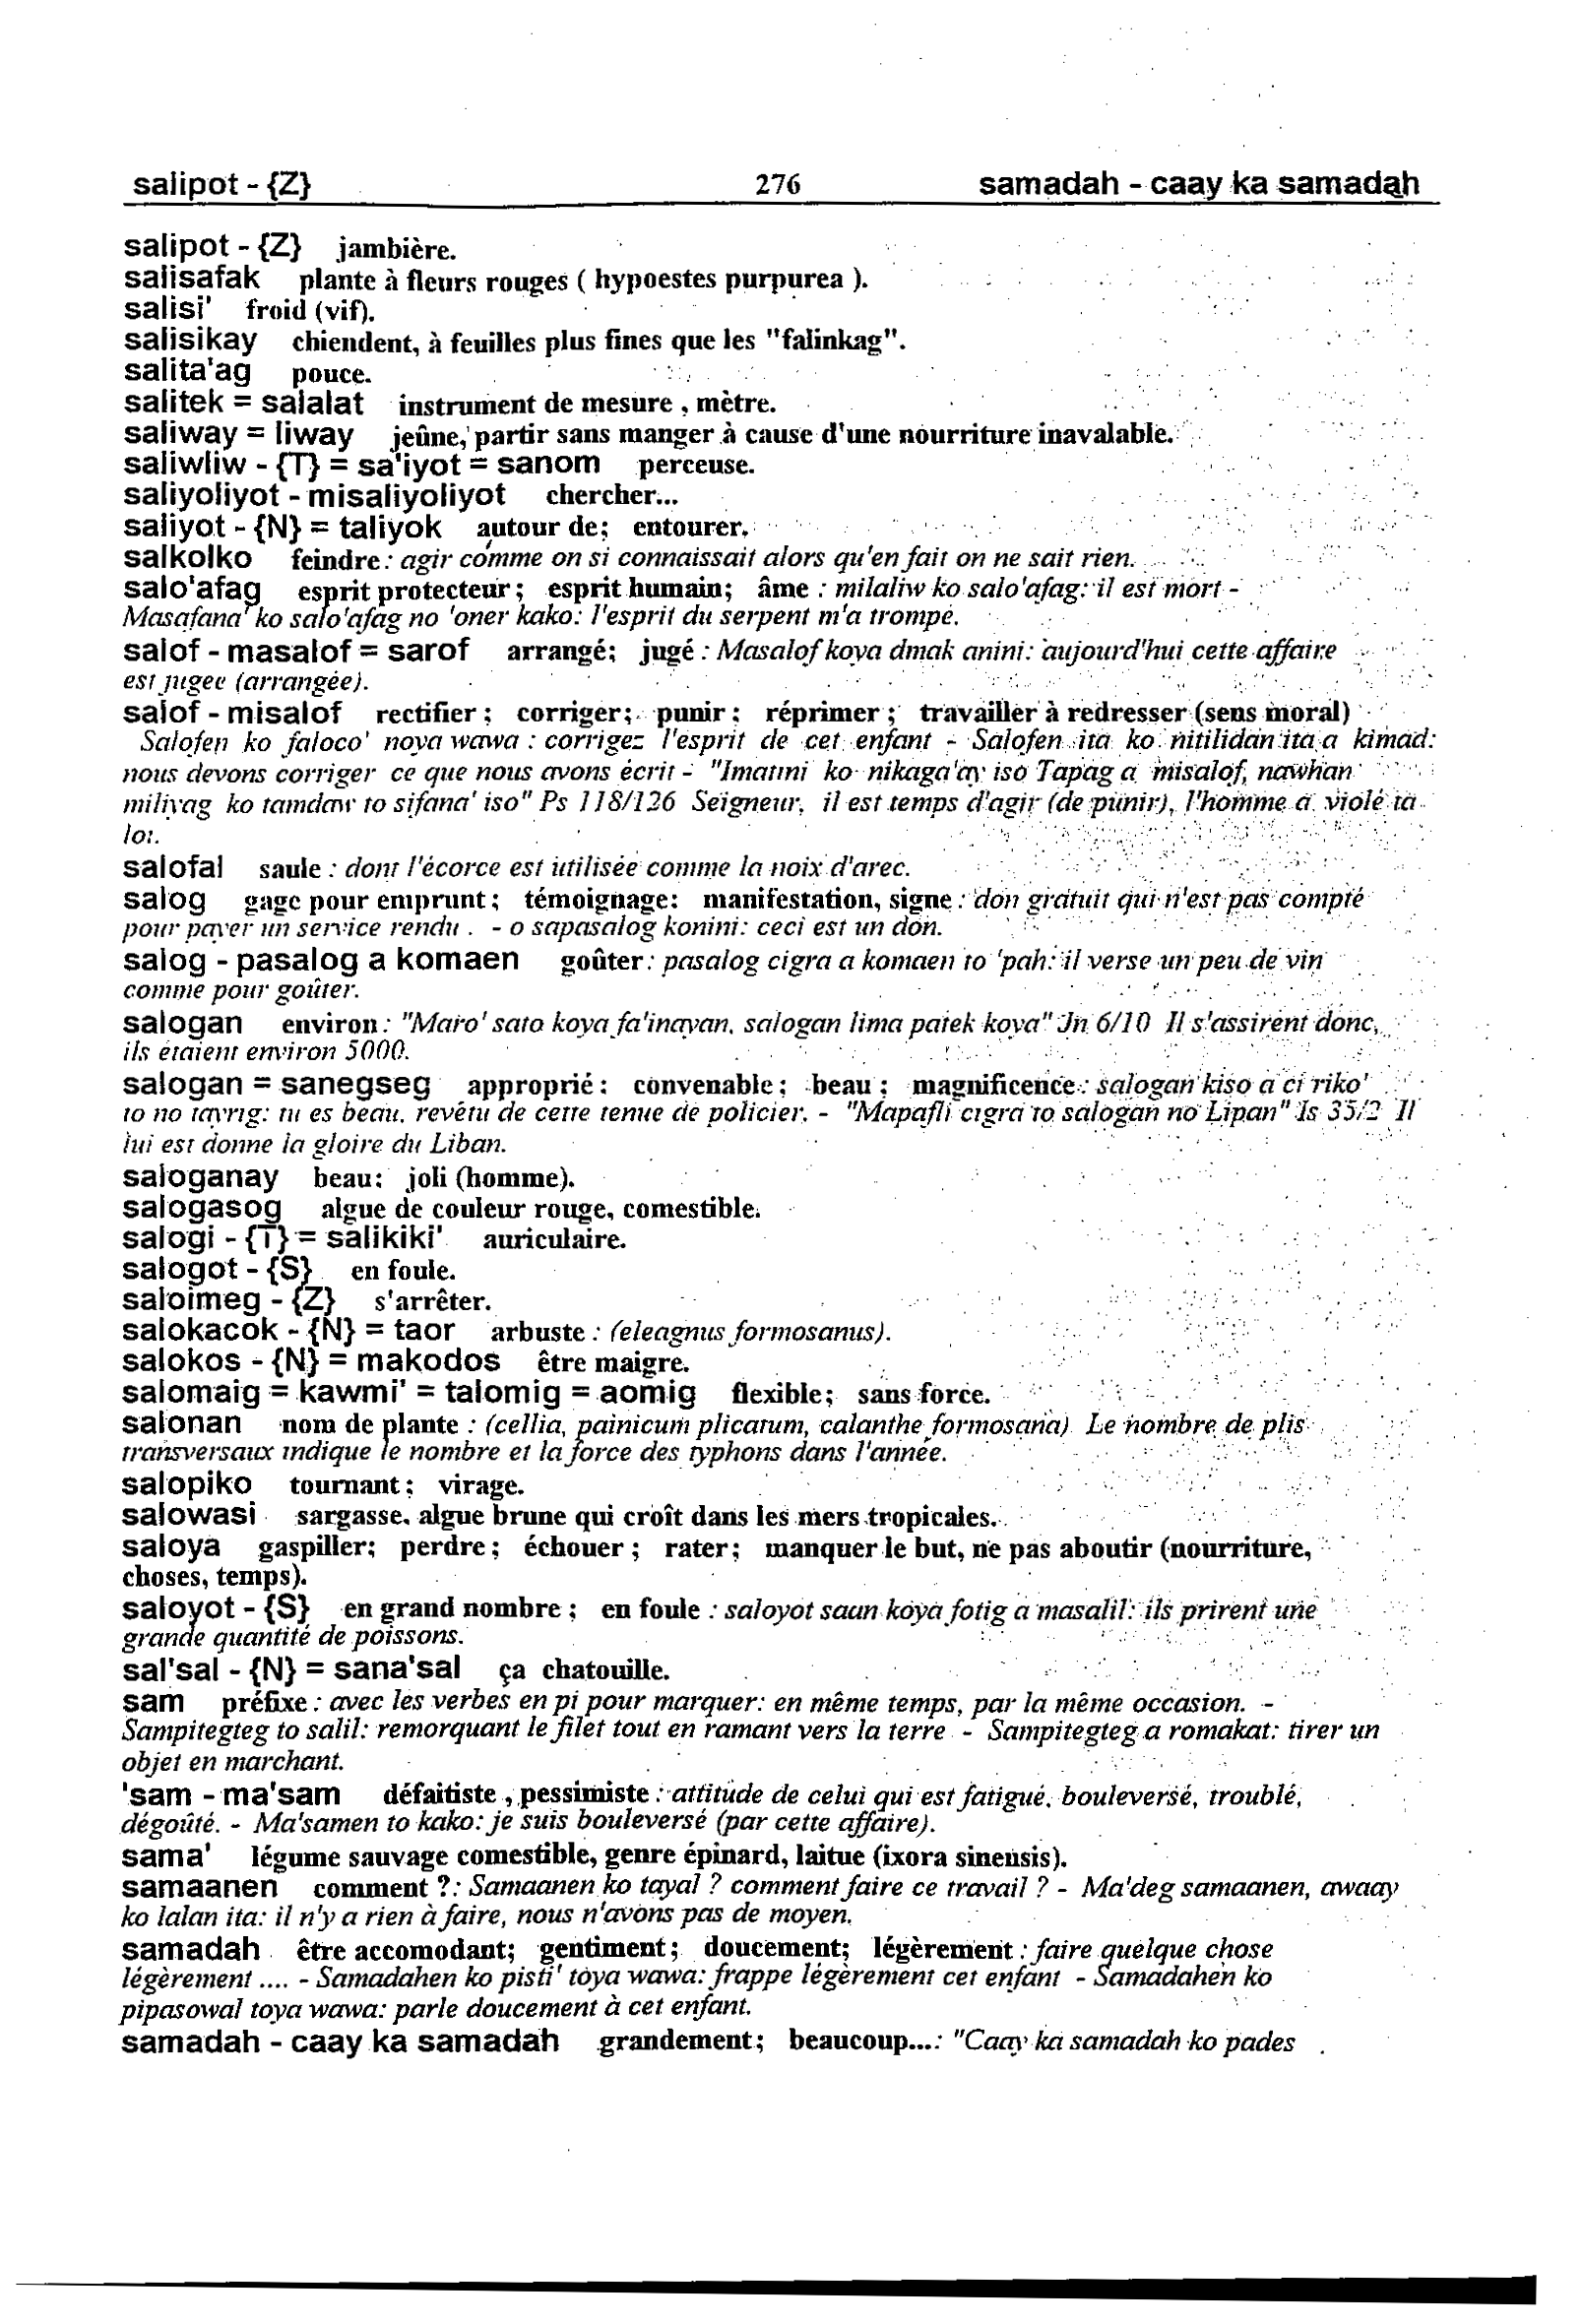 salipot - {Z} 276 samadah - caay ka samadah
salipot - {Z} jambière.
salisafak plante à fleurs rouges ( hypoestes purpurea ).
salisi' froid (vif).
salisikay chiendent, à feuilles plus fines que les "falinkag".
salita'ag pouce.
salitek = salalat instrument de mesure , mètre.
saliway = liway jeûne, partir sans manger à cause d'une nourriture inavalable.
saliwliw - {T} = sa'iyot = sanom perceuse.
saliyoliyot - misaliyoliyot chercher...
saliyot - {N} = taliyok autour de; entourer.
salkolko feindre : agir comme on si connaissait alors qu'en fait on ne sait rien.
salo'afag esprit protecteur ; esprit humain; âme : milaliw ko salo'afag: il est mort -
Masafana' ko salo'afag no 'oner kako: l'esprit du serpent m'a trompé.
salof - masalof = sarof arrangé; jugé : Masalof koya dmak anini: aujourd'hui cette affaire
est jugee (arrangée).
salof - misalof rectifier ; corriger; punir ; réprimer ; travailler à redresser (sens moral)
Salofen ko faloco' noya wawa : corrigez l'esprit de cet enfant - Salofen ita ko nitilidan ita a kimad:
nous devons corriger ce que nous avons écrit - "Imatini ko nikaga'ay iso Tapag a misalof, nawhan
miliyag ko tamdaw to sifana' iso" Ps 118/126 Seigneur, il est temps d'agir (de punir), l'homme a violé ta
loi.
salofal saule : dont l'écorce est utilisée comme la noix d'arec.
salog gage pour emprunt ; témoignage; manifestation, signe : don gratuit qui n'est pas compté
pour payer un service rendu . - o sapasalog konini: ceci est un don.
salog - pasalog a komaen goûter : pasalog cigra a komaen to 'pah: il verse un peu de vin
comme pour goûter.
salogan environ : "Maro' sato koya fa'inayan, salogan lima patek koya" Jn 6/10 Il s'assirent donc,
ils étaient environ 5000.
salogan = sanegseg approprié ; convenable ; beau ; magnificence : salogan kiso a ci riko'
to no tayrig: tu es beau, revêtu de cette tenue de policier. - "Mapafli cigra to salogan no Lipan" Is 35/2 Il
lui est donne la gloire du Liban.
saloganay beau; joli (homme).
salogasog algue de couleur rouge, comestible.
salogi - {T} = salikiki' auriculaire.
salogot - {S} en foule.
saloimeg - {Z} s'arrêter.
salokacok - {N} = taor arbuste : (eleagnus formosanus).
salokos - {N} = makodos être maigre.
salomaig = kawmi' = talomig = aomig flexible; sans force.
salonan nom de plante : (cellia, painicum plicatum, calanthe formosana) Le nombre de plis
transversaux indique le nombre et la force des typhons dans l'année.
salopiko tournant ; virage.
salowasi sargasse, algue brune qui croît dans les mers tropicales.
saloya gaspiller; perdre ; échouer ; rater; manquer le but, ne pas aboutir (nourriture,
choses, temps).
saloyot - {S} en grand nombre ; en foule : saloyot saan koya fotig a masalil: ils prirent une
grande quantité de poissons.
sal'sal - {N} = sana'sal ça chatouille.
sam préfixe : avec les verbes en pi pour marquer: en même temps, par la même occasion. -
Sampitegteg to salil: remorquant le filet tout en ramant vers la terre - Sampitegteg a romakat: tirer un
objet en marchant.
'sam - ma'sam défaitiste , pessimiste : attitude de celui qui est fatigué, bouleversé, troublé,
dégoûté. - Ma'samen to kako: je suis bouleversé (par cette affaire).
sama' légume sauvage comestible, genre épinard, laitue (ixora sinensis).
samaanen comment ?: Samaanen ko tayal ? comment faire ce travail ? - Ma'deg samaanen, awaay
ko lalan ita: il n'y a rien à faire, nous n'avons pas de moyen.
samadah être accomodant; gentiment ; doucement; légèrement : faire quelque chose
légèrement .... - Samadahen ko pisti' toya wawa: frappe légèrement cet enfant - Samadahen ko
pipasowal toya wawa: parle doucement à cet enfant.
samadah - caay ka samadah grandement ; beaucoup...: "Caay ka samadah ko pades